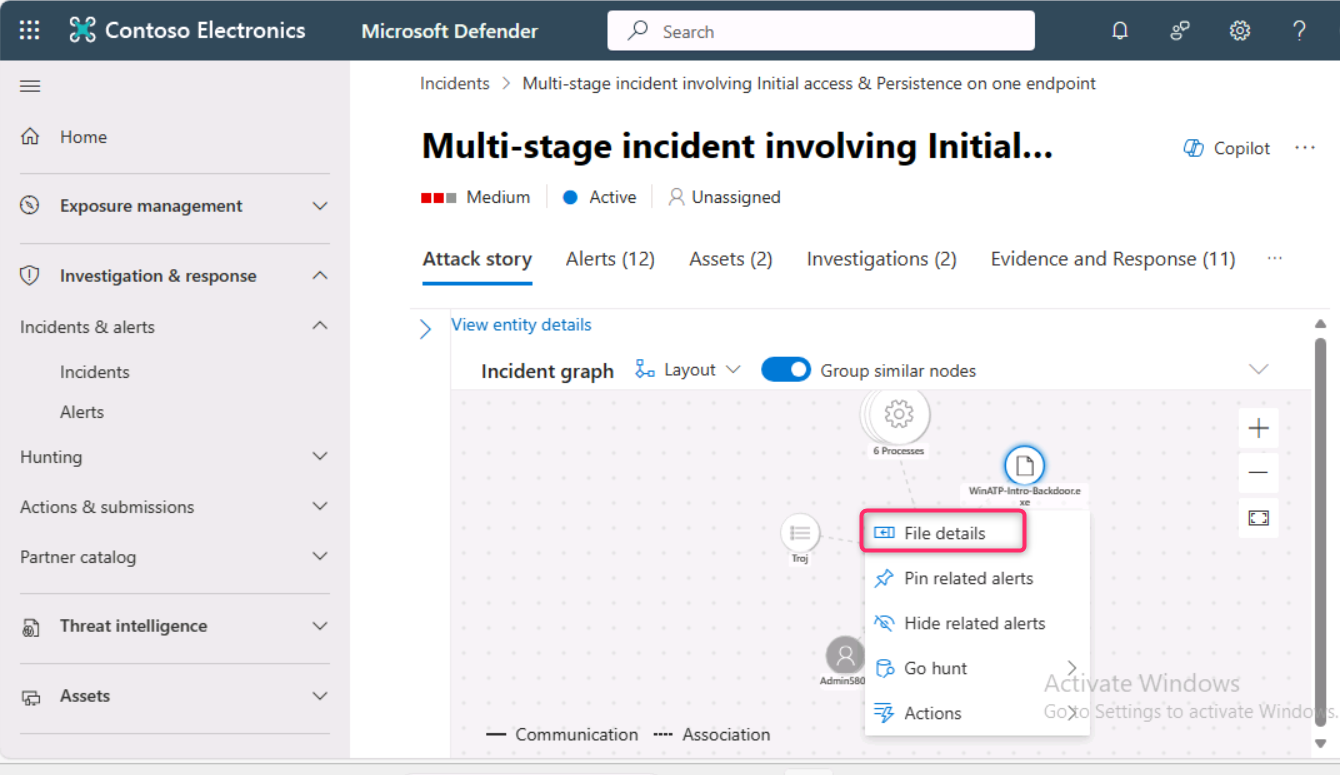 Contoso Electronics
Microsoft Defender
Search
?
Incidents > Multi-stage incident involving Initial access & Persistence on one endpoint
Multi-stage incident involving Initial...
Copilot ...
Medium
Active
Unassigned
Attack story
Alerts (12)
Assets (2)
Investigations (2)
Evidence and Response (11)
...
Home
Exposure management
Investigation & response
Incidents & alerts
Incidents
Alerts
Hunting
Actions & submissions
Partner catalog
Threat intelligence
Assets
View entity details
Incident graph
Layout
Group similar nodes
6 Processes
WinATP-Intro-Backdoor.e
xe
Troj
Admin580
File details
Pin related alerts
Hide related alerts
Go hunt
Actions
Communication
Association
Activate Windows
Go to Settings to activate Windows.